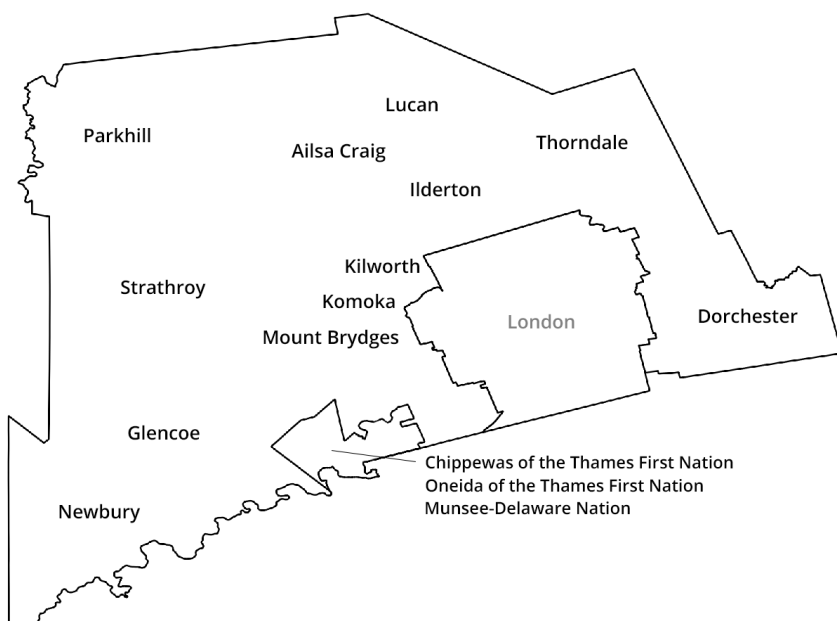 Lucan
Parkhill
Thorndale
Ailsa Craig
Ilderton
Kilworth
Strathroy
Komoka
London
Dorchester
Mount Brydges
Glencoe
Chippewas of the Thames First Nation
Oneida of the Thames First Nation
Munsee-Delaware Nation
Newbury